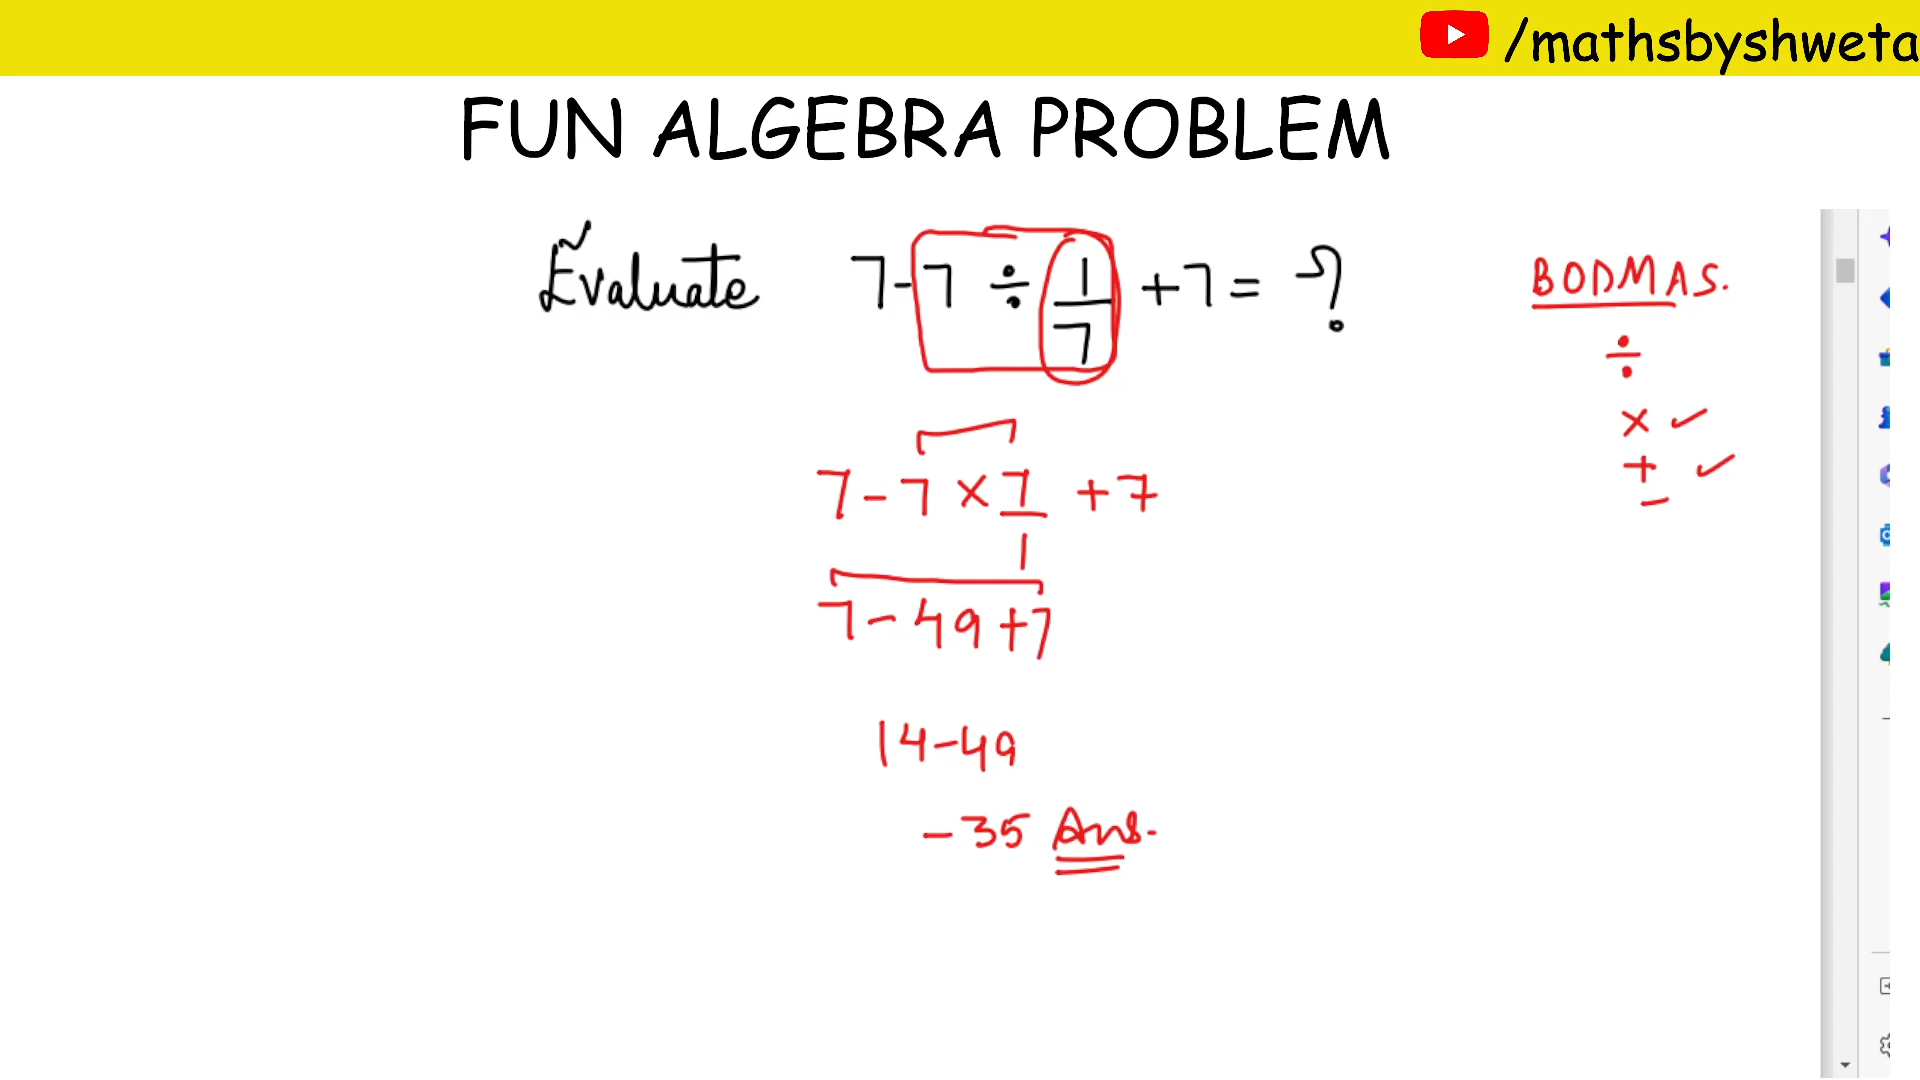 /mathsbyshweta
FUN ALGEBRA PROBLEM
Evaluate 7-7 ÷ 1/7 +7 = ?
BODMAS.
÷
× ✓
+ ✓
-
7-7×7/1 +7
7-49+7
14-49
-35 Ans.